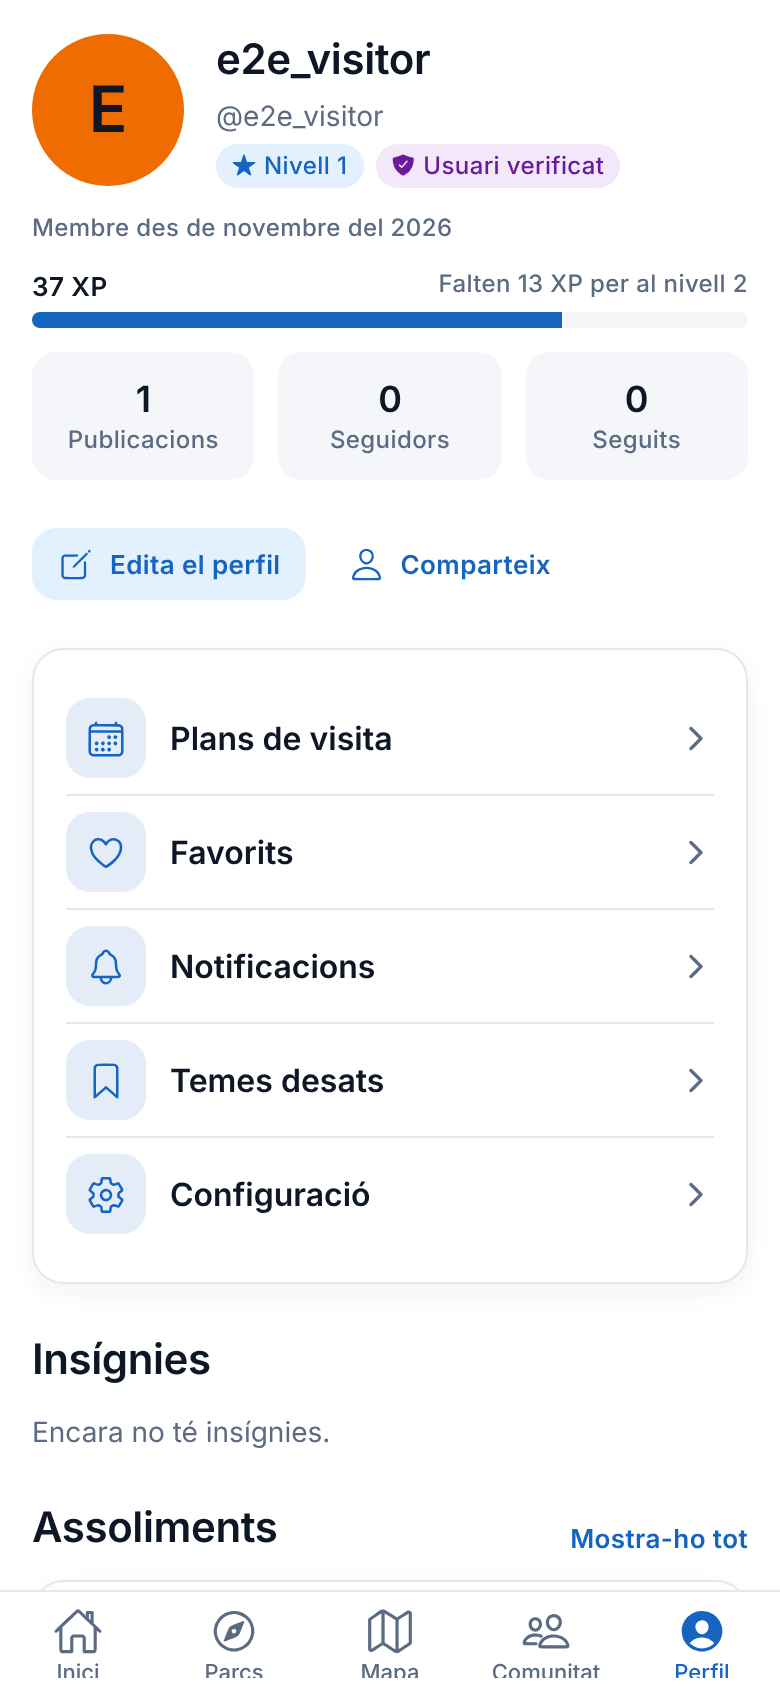 E
e2e_visitor
@e2e_visitor
Nivell 1
Usuari verificat
Membre des de novembre del 2026
37 XP
Falten 13 XP per al nivell 2
1
Publicacions
0
Seguidors
0
Seguits
Edita el perfil
Comparteix
Plans de visita
Favorits
Notificacions
Temes desats
Configuració
Insígnies
Encara no té insígnies.
Assoliments
Mostra-ho tot
Inici
Parcs
Mapa
Comunitat
Perfil